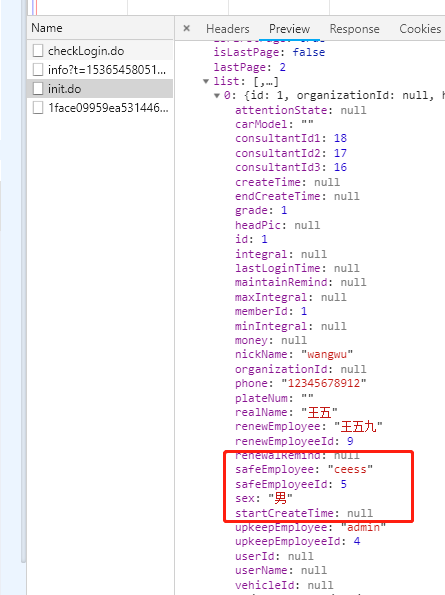 Name
checkLogin.do
info?t=15365458051...
init.do
1face09959ea531446...
× Headers Preview Response Cookies
isLastPage: false
lastPage: 2
▼list: [,…]
▼0: {id: 1, organizationId: null, h
attentionState: null
carModel: ""
consultantId1: 18
consultantId2: 17
consultantId3: 16
createTime: null
endCreateTime: null
grade: 1
headPic: null
id: 1
integral: null
lastLoginTime: null
maintainRemind: null
maxIntegral: null
memberId: 1
minIntegral: null
money: null
nickName: "wangwu"
organizationId: null
phone: "12345678912"
plateNum: ""
realName: "王五"
renewEmployee: "王五九"
renewEmployeeId: 9
renewalRemind: null
safeEmployee: "ceess"
safeEmployeeId: 5
sex: "男"
startCreateTime: null
upkeepEmployee: "admin"
upkeepEmployeeId: 4
userId: null
userName: null
vehicleId: null